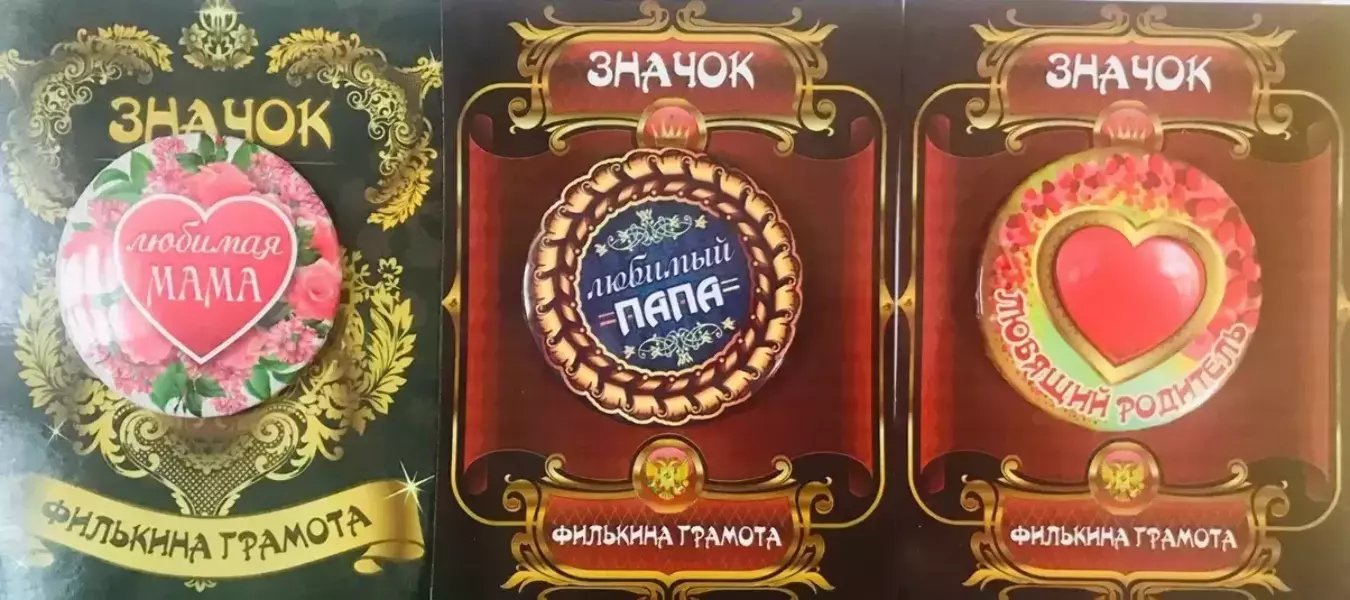 ЗНАЧОК
любимая
МАМА
ФИЛЬКИНА ГРАМОТА
ЗНАЧОК
любимый
ПАПА
ФИЛЬКИНА ГРАМОТА
ЗНАЧОК
ЛЮБЯЩИЙ РОДИТЕЛЬ
ФИЛЬКИНА ГРАМОТА